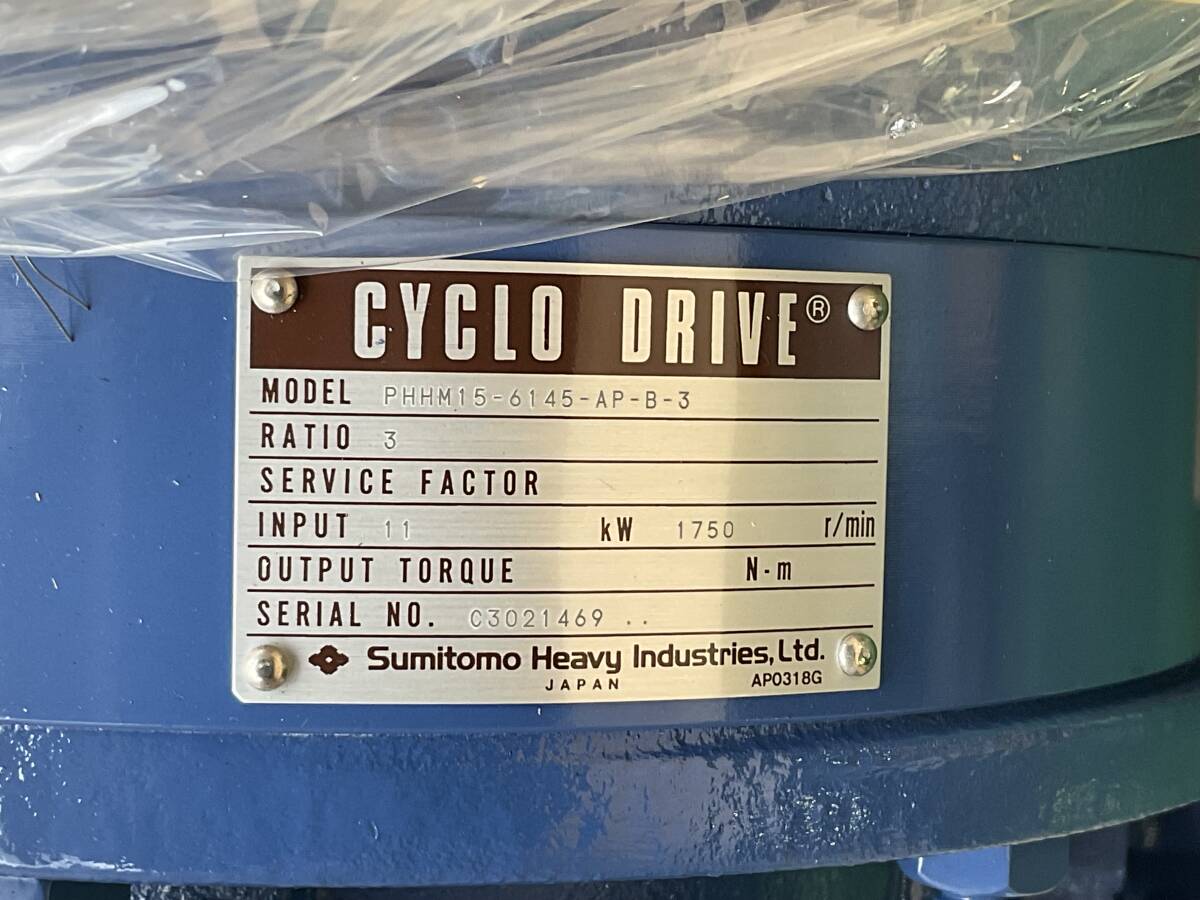 CYCLO DRIVE®
MODEL PHHM15-6145-AP-B-3
RATIO 3
SERVICE FACTOR
INPUT 11 kW 1750 r/min
OUTPUT TORQUE N-m
SERIAL NO. C3021469 ..
Sumitomo Heavy Industries, Ltd.
JAPAN AP0318G